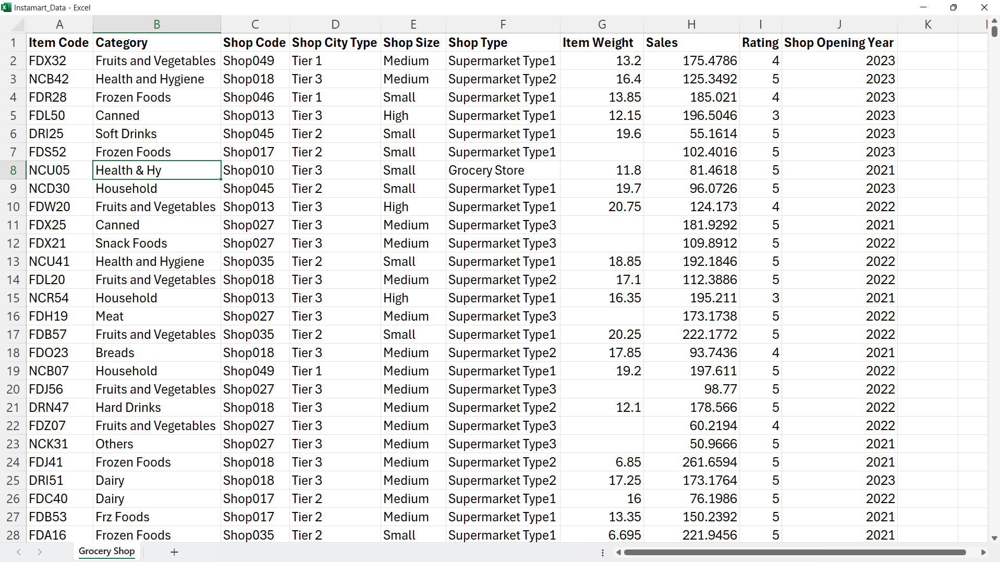 Instamart_Data - Excel
A B C D E F G H I J K
1 Item Code Category Shop Code Shop City Type Shop Size Shop Type Item Weight Sales Rating Shop Opening Year
2 FDX32 Fruits and Vegetables Shop049 Tier 1 Medium Supermarket Type1 13.2 175.4786 4 2023
3 NCB42 Health and Hygiene Shop018 Tier 3 Medium Supermarket Type2 16.4 125.3492 5 2023
4 FDR28 Frozen Foods Shop046 Tier 1 Small Supermarket Type1 13.85 185.021 4 2023
5 FDL50 Canned Shop013 Tier 3 High Supermarket Type1 12.15 196.5046 3 2023
6 DRI25 Soft Drinks Shop045 Tier 2 Small Supermarket Type1 19.6 55.1614 5 2023
7 FDS52 Frozen Foods Shop017 Tier 2 Small Supermarket Type1 102.4016 5 2023
8 NCU05 Health & Hy Shop010 Tier 3 Small Grocery Store 11.8 81.4618 5 2021
9 NCD30 Household Shop045 Tier 2 Small Supermarket Type1 19.7 96.0726 5 2023
10 FDW20 Fruits and Vegetables Shop013 Tier 3 High Supermarket Type1 20.75 124.173 4 2022
11 FDX25 Canned Shop027 Tier 3 Medium Supermarket Type3 181.9292 5 2021
12 FDX21 Snack Foods Shop027 Tier 3 Medium Supermarket Type3 109.8912 5 2022
13 NCU41 Health and Hygiene Shop035 Tier 2 Small Supermarket Type1 18.85 192.1846 5 2022
14 FDL20 Fruits and Vegetables Shop018 Tier 3 Medium Supermarket Type2 17.1 112.3886 5 2022
15 NCR54 Household Shop013 Tier 3 High Supermarket Type1 16.35 195.211 3 2021
16 FDH19 Meat Shop027 Tier 3 Medium Supermarket Type3 173.1738 5 2022
17 FDB57 Fruits and Vegetables Shop035 Tier 2 Small Supermarket Type1 20.25 222.1772 5 2022
18 FDO23 Breads Shop018 Tier 3 Medium Supermarket Type2 17.85 93.7436 4 2021
19 NCB07 Household Shop049 Tier 1 Medium Supermarket Type1 19.2 197.611 5 2022
20 FDJ56 Fruits and Vegetables Shop027 Tier 3 Medium Supermarket Type3 98.77 5 2022
21 DRN47 Hard Drinks Shop018 Tier 3 Medium Supermarket Type2 12.1 178.566 5 2022
22 FDZ07 Fruits and Vegetables Shop027 Tier 3 Medium Supermarket Type3 60.2194 4 2022
23 NCK31 Others Shop027 Tier 3 Medium Supermarket Type3 50.9666 5 2021
24 FDJ41 Frozen Foods Shop018 Tier 3 Medium Supermarket Type2 6.85 261.6594 5 2021
25 DRI51 Dairy Shop018 Tier 3 Medium Supermarket Type2 17.25 173.1764 5 2023
26 FDC40 Dairy Shop017 Tier 2 Medium Supermarket Type1 16 76.1986 5 2022
27 FDB53 Frz Foods Shop017 Tier 2 Medium Supermarket Type1 13.35 150.2392 5 2021
28 FDA16 Frozen Foods Shop035 Tier 2 Small Supermarket Type1 6.695 221.9456 5 2021
Grocery Shop